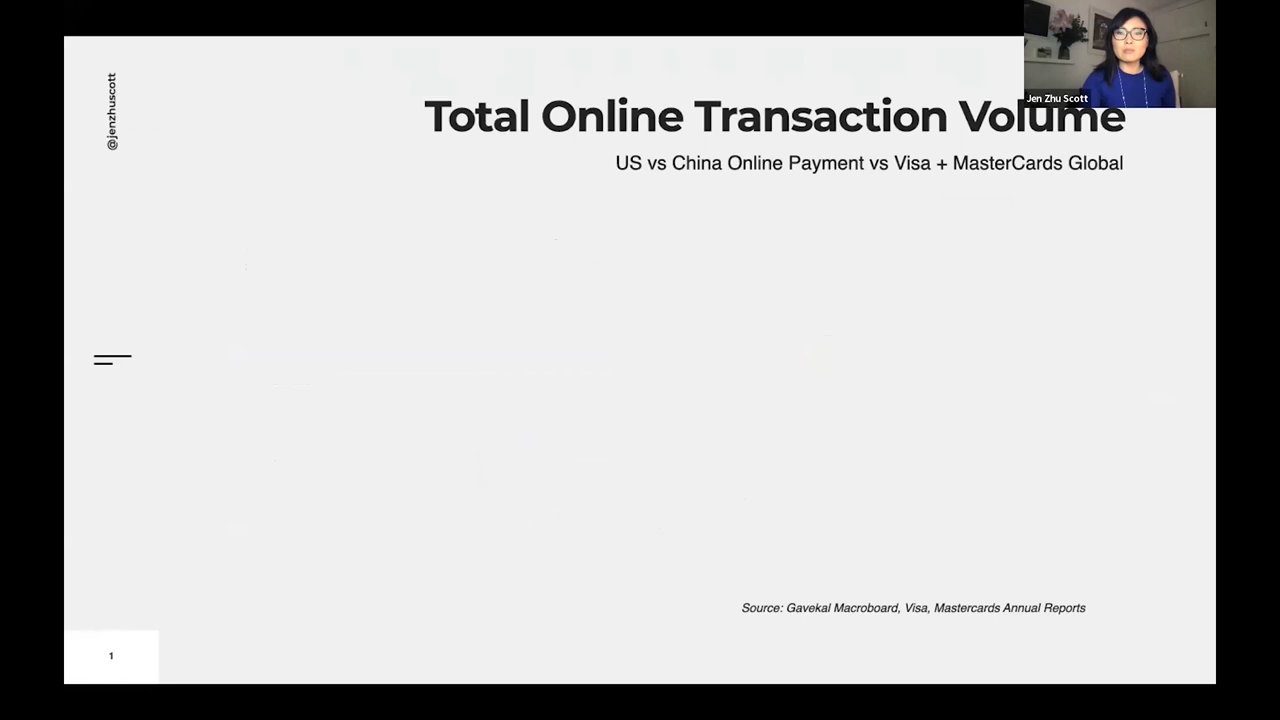 @jenzhuscott
Jen Zhu Scott
Total Online Transaction Volume
US vs China Online Payment vs Visa + MasterCards Global
Source: Gavekal Macroboard, Visa, Mastercards Annual Reports
1